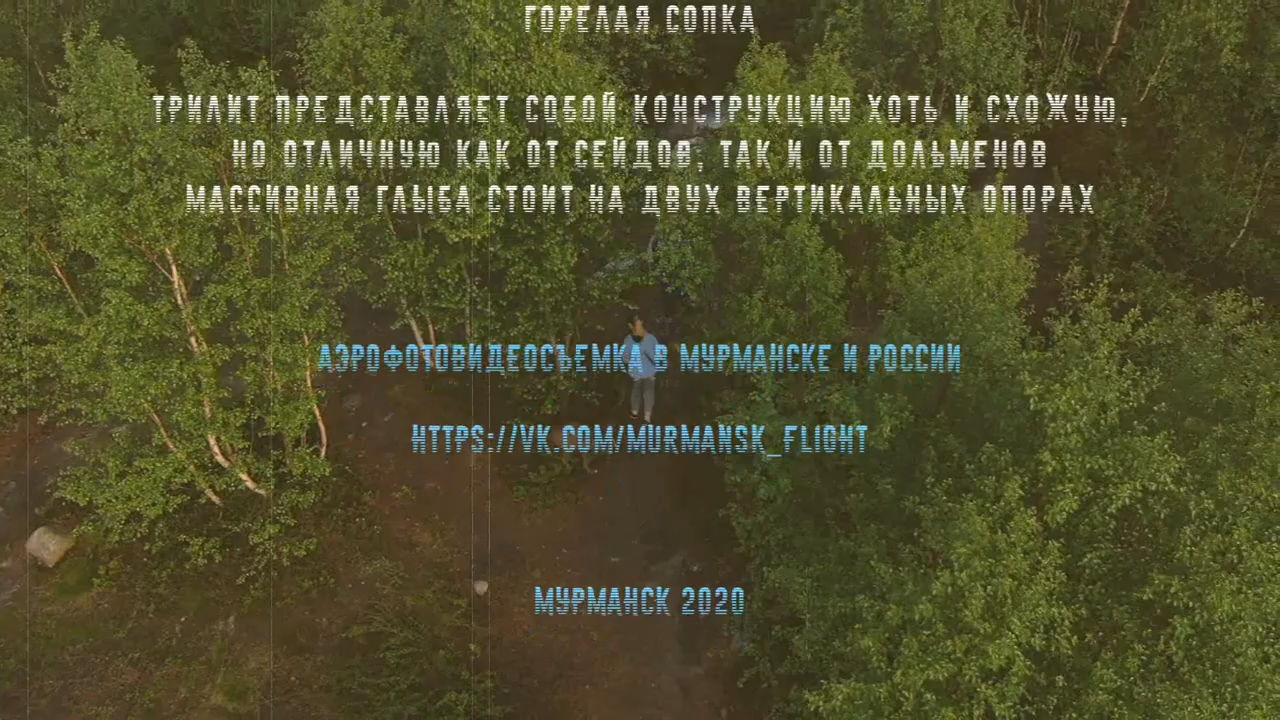 ГОРЕЛАЯ СОПКА
ТРИЛИТ ПРЕДСТАВЛЯЕТ СОБОЙ КОНСТРУКЦИЮ ХОТЬ И СХОЖУЮ,
НО ОТЛИЧНУЮ КАК ОТ СЕЙДОВ, ТАК И ОТ ДОЛЬМЕНОВ
МАССИВНАЯ ГЛЫБА СТОИТ НА ДВУХ ВЕРТИКАЛЬНЫХ ОПОРАХ
АЭРОФОТОВИДЕОСЪЕМКА В МУРМАНСКЕ И РОССИИ
HTTPS://VK.COM/MURMANSK_FLIGHT
МУРМАНСК 2020